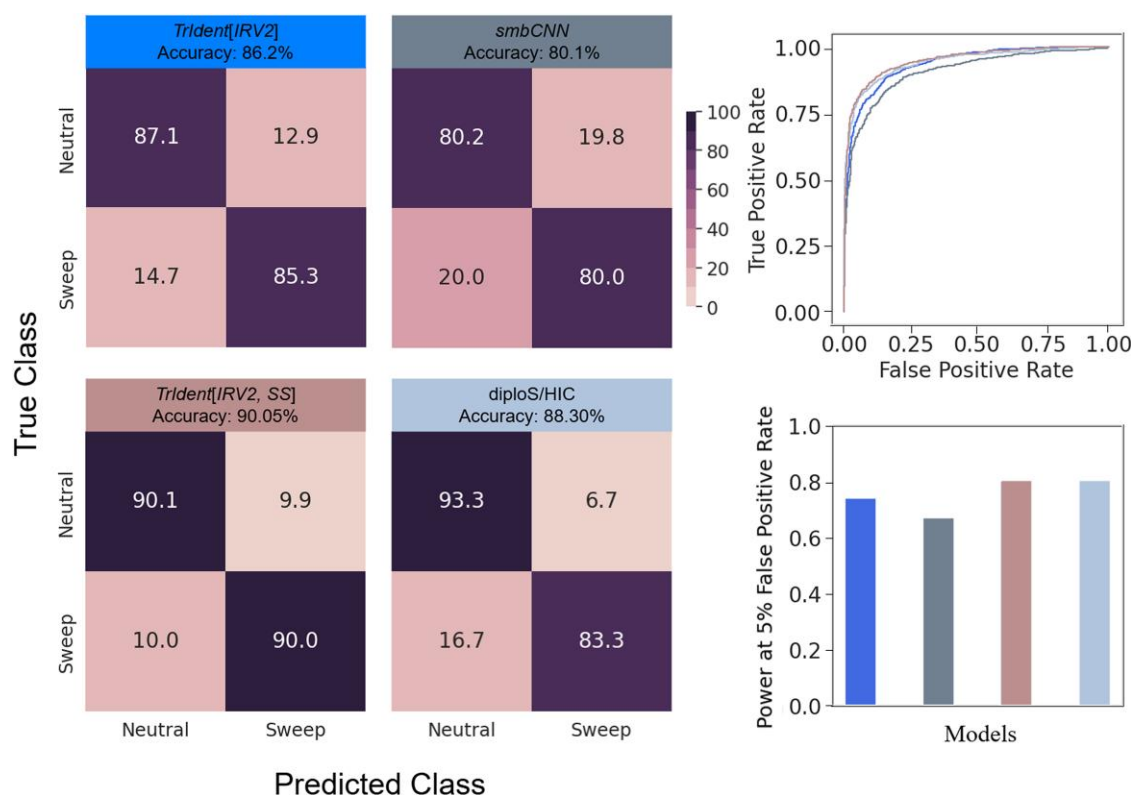 TrIdent[IRV2]
Accuracy: 86.2%
smbCNN
Accuracy: 80.1%
True Class
Neutral
87.1
12.9
80.2
19.8
Sweep
14.7
85.3
20.0
80.0
100
80
60
40
20
0
TrIdent[IRV2, SS]
Accuracy: 90.05%
diploS/HIC
Accuracy: 88.30%
Neutral
90.1
9.9
93.3
6.7
Sweep
10.0
90.0
16.7
83.3
Neutral
Sweep
Neutral
Sweep
Predicted Class
True Positive Rate
1.00
0.75
0.50
0.25
0.00
0.00 0.25 0.50 0.75 1.00
False Positive Rate
Power at 5% False Positive Rate
1.0
0.8
0.6
0.4
0.2
0.0
Models